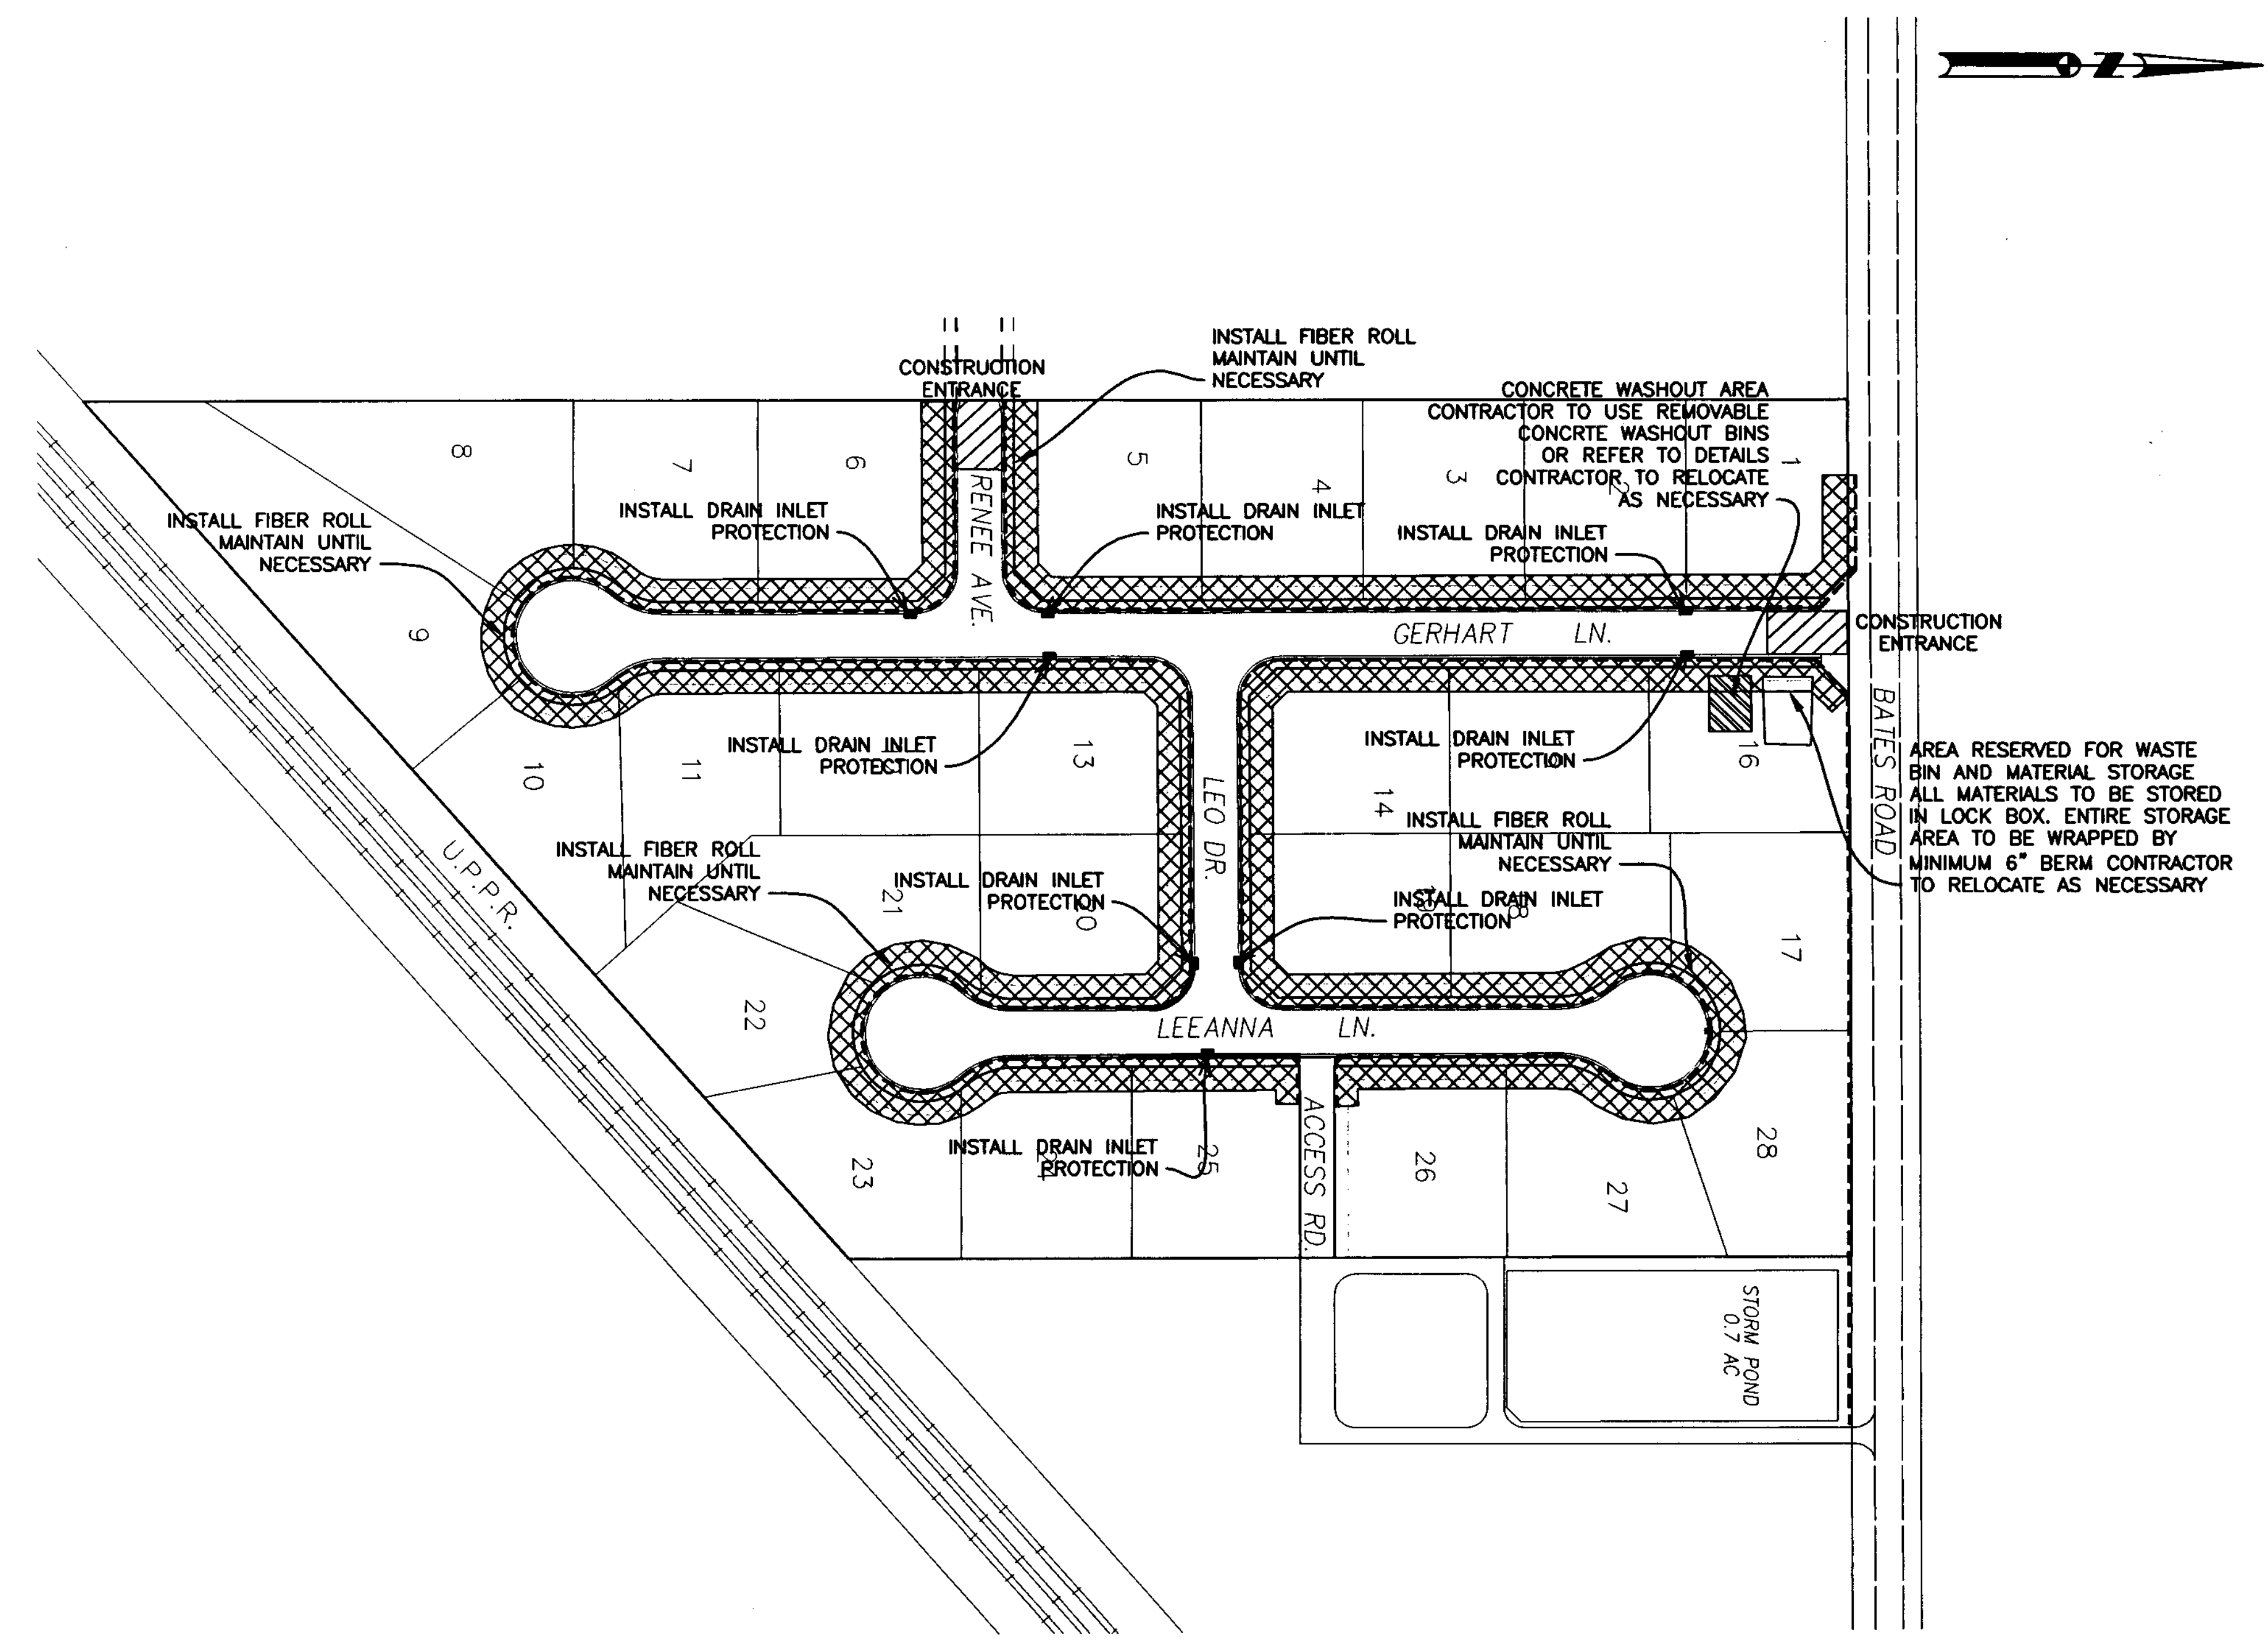 Z
INSTALL FIBER ROLL
MAINTAIN UNTIL
NECESSARY
CONSTRUCTION
ENTRANCE
CONCRETE WASHOUT AREA
CONTRACTOR TO USE REMOVABLE
CONCRTE WASHOUT BINS
OR REFER TO DETAILS
CONTRACTOR TO RELOCATE
AS NECESSARY
8
7
6
5
4
3
2
1
INSTALL FIBER ROLL
MAINTAIN UNTIL
NECESSARY
INSTALL DRAIN INLET
PROTECTION
RENEE AVE.
INSTALL DRAIN INLET
PROTECTION
INSTALL DRAIN INLET
PROTECTION
9
GERHART LN.
CONSTRUCTION
ENTRANCE
BATES ROAD
10
11
INSTALL DRAIN INLET
PROTECTION
13
LEO DR.
14
INSTALL DRAIN INLET
PROTECTION
16
AREA RESERVED FOR WASTE
BIN AND MATERIAL STORAGE
ALL MATERIALS TO BE STORED
IN LOCK BOX. ENTIRE STORAGE
AREA TO BE WRAPPED BY
MINIMUM 6" BERM CONTRACTOR
TO RELOCATE AS NECESSARY
U.P.P.R.
INSTALL FIBER ROLL
MAINTAIN UNTIL
NECESSARY
21
INSTALL DRAIN INLET
PROTECTION
20
INSTALL FIBER ROLL
MAINTAIN UNTIL
NECESSARY
INSTALL DRAIN INLET
PROTECTION
17
22
LEEANNA LN.
23
INSTALL DRAIN INLET
PROTECTION
25
ACCESS RD.
26
27
28
STORM POND
0.7 AC